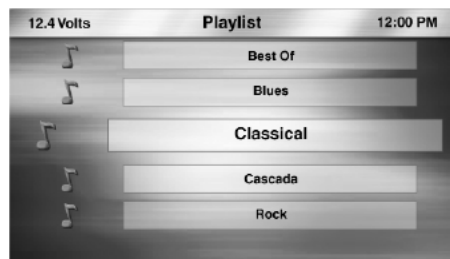 12.4 Volts Playlist 12:00 PM
Best Of
Blues
Classical
Cascada
Rock